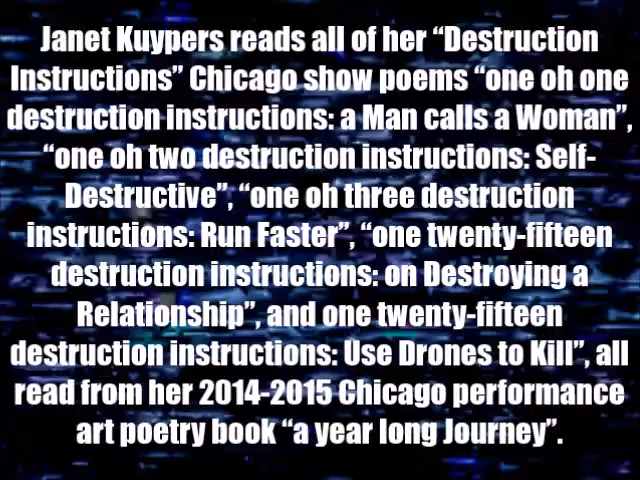 Janet Kuypers reads all of her “Destruction
Instructions” Chicago show poems “one oh one
destruction instructions: a Man calls a Woman”,
“one oh two destruction instructions: Self-
Destructive”, “one oh three destruction
instructions: Run Faster”, “one twenty-fifteen
destruction instructions: on Destroying a
Relationship”, and one twenty-fifteen
destruction instructions: Use Drones to Kill”, all
read from her 2014-2015 Chicago performance
art poetry book “a year long Journey”.